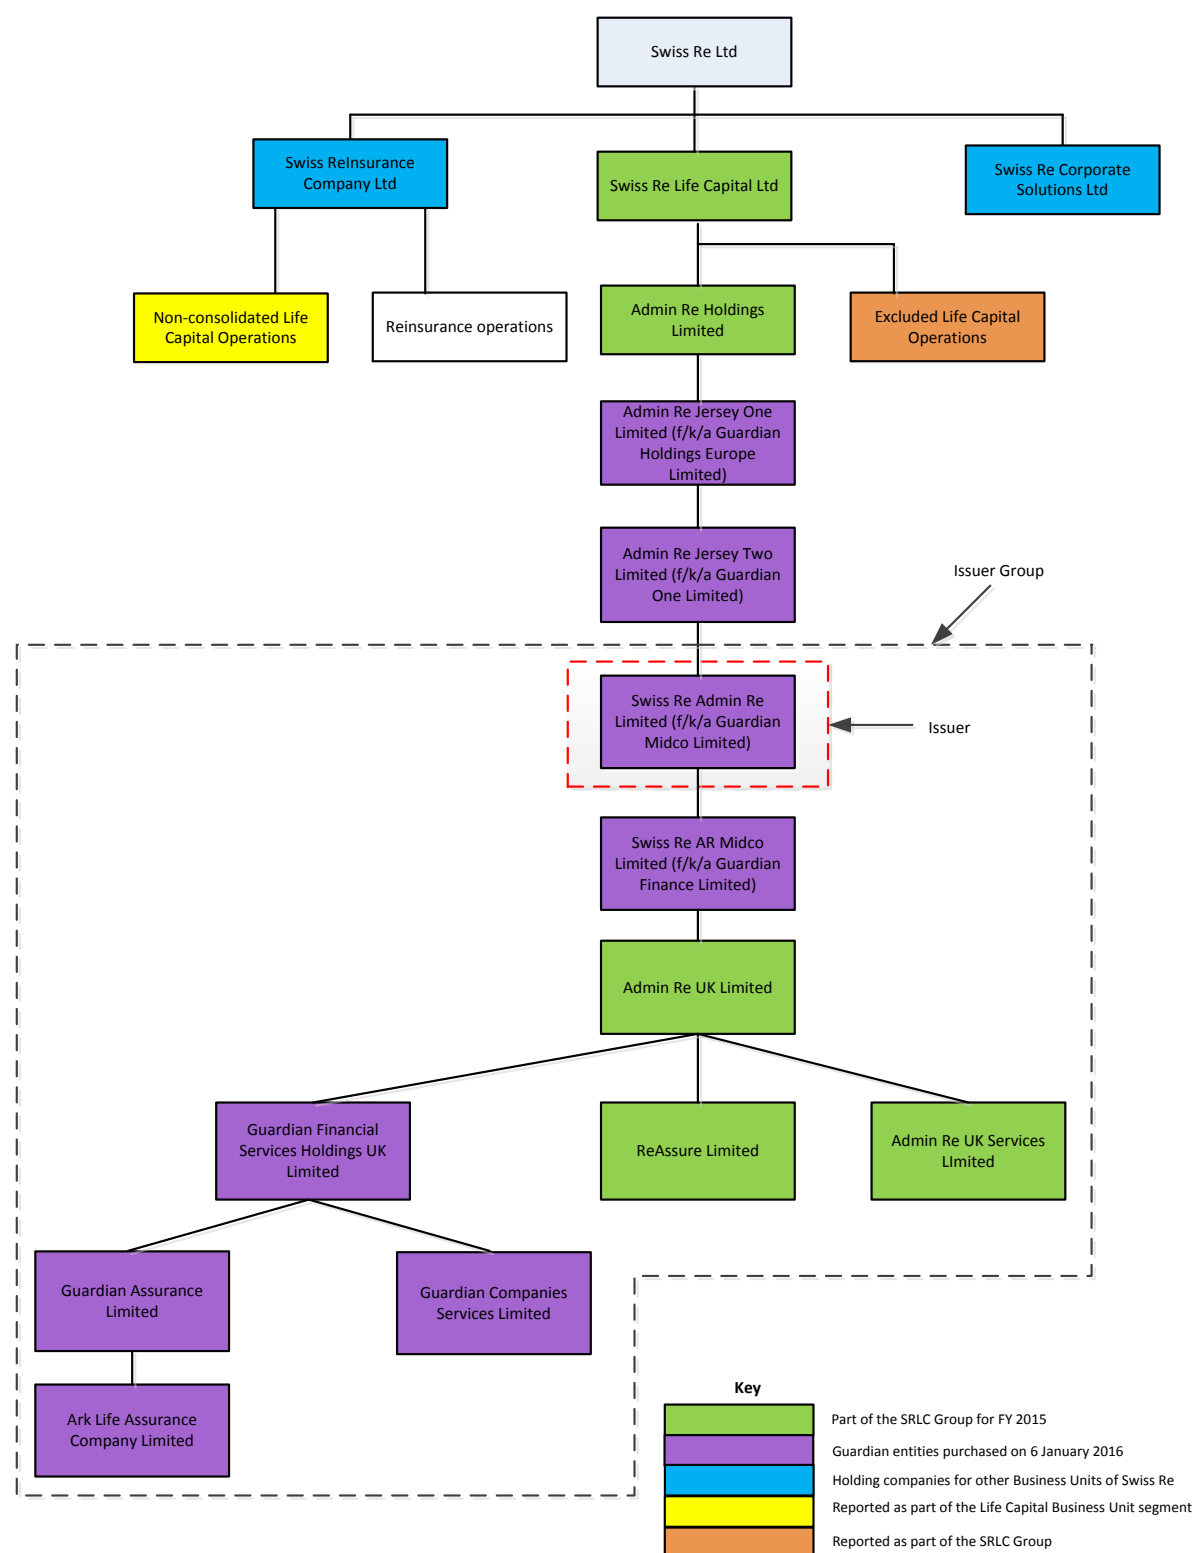 Swiss Re Ltd
Swiss ReInsurance
Company Ltd
Swiss Re Life Capital Ltd
Swiss Re Corporate
Solutions Ltd
Non-consolidated Life
Capital Operations
Reinsurance operations
Admin Re Holdings
Limited
Excluded Life Capital
Operations
Admin Re Jersey One
Limited (f/k/a Guardian
Holdings Europe
Limited)
Admin Re Jersey Two
Limited (f/k/a Guardian
One Limited)
Issuer Group
Swiss Re Admin Re
Limited (f/k/a Guardian
Midco Limited)
Issuer
Swiss Re AR Midco
Limited (f/k/a Guardian
Finance Limited)
Admin Re UK Limited
Guardian Financial
Services Holdings UK
Limited
ReAssure Limited
Admin Re UK Services
LImited
Guardian Assurance
Limited
Guardian Companies
Services Limited
Ark Life Assurance
Company Limited
Key
Part of the SRLC Group for FY 2015
Guardian entities purchased on 6 January 2016
Holding companies for other Business Units of Swiss Re
Reported as part of the Life Capital Business Unit segment
Reported as part of the SRLC Group